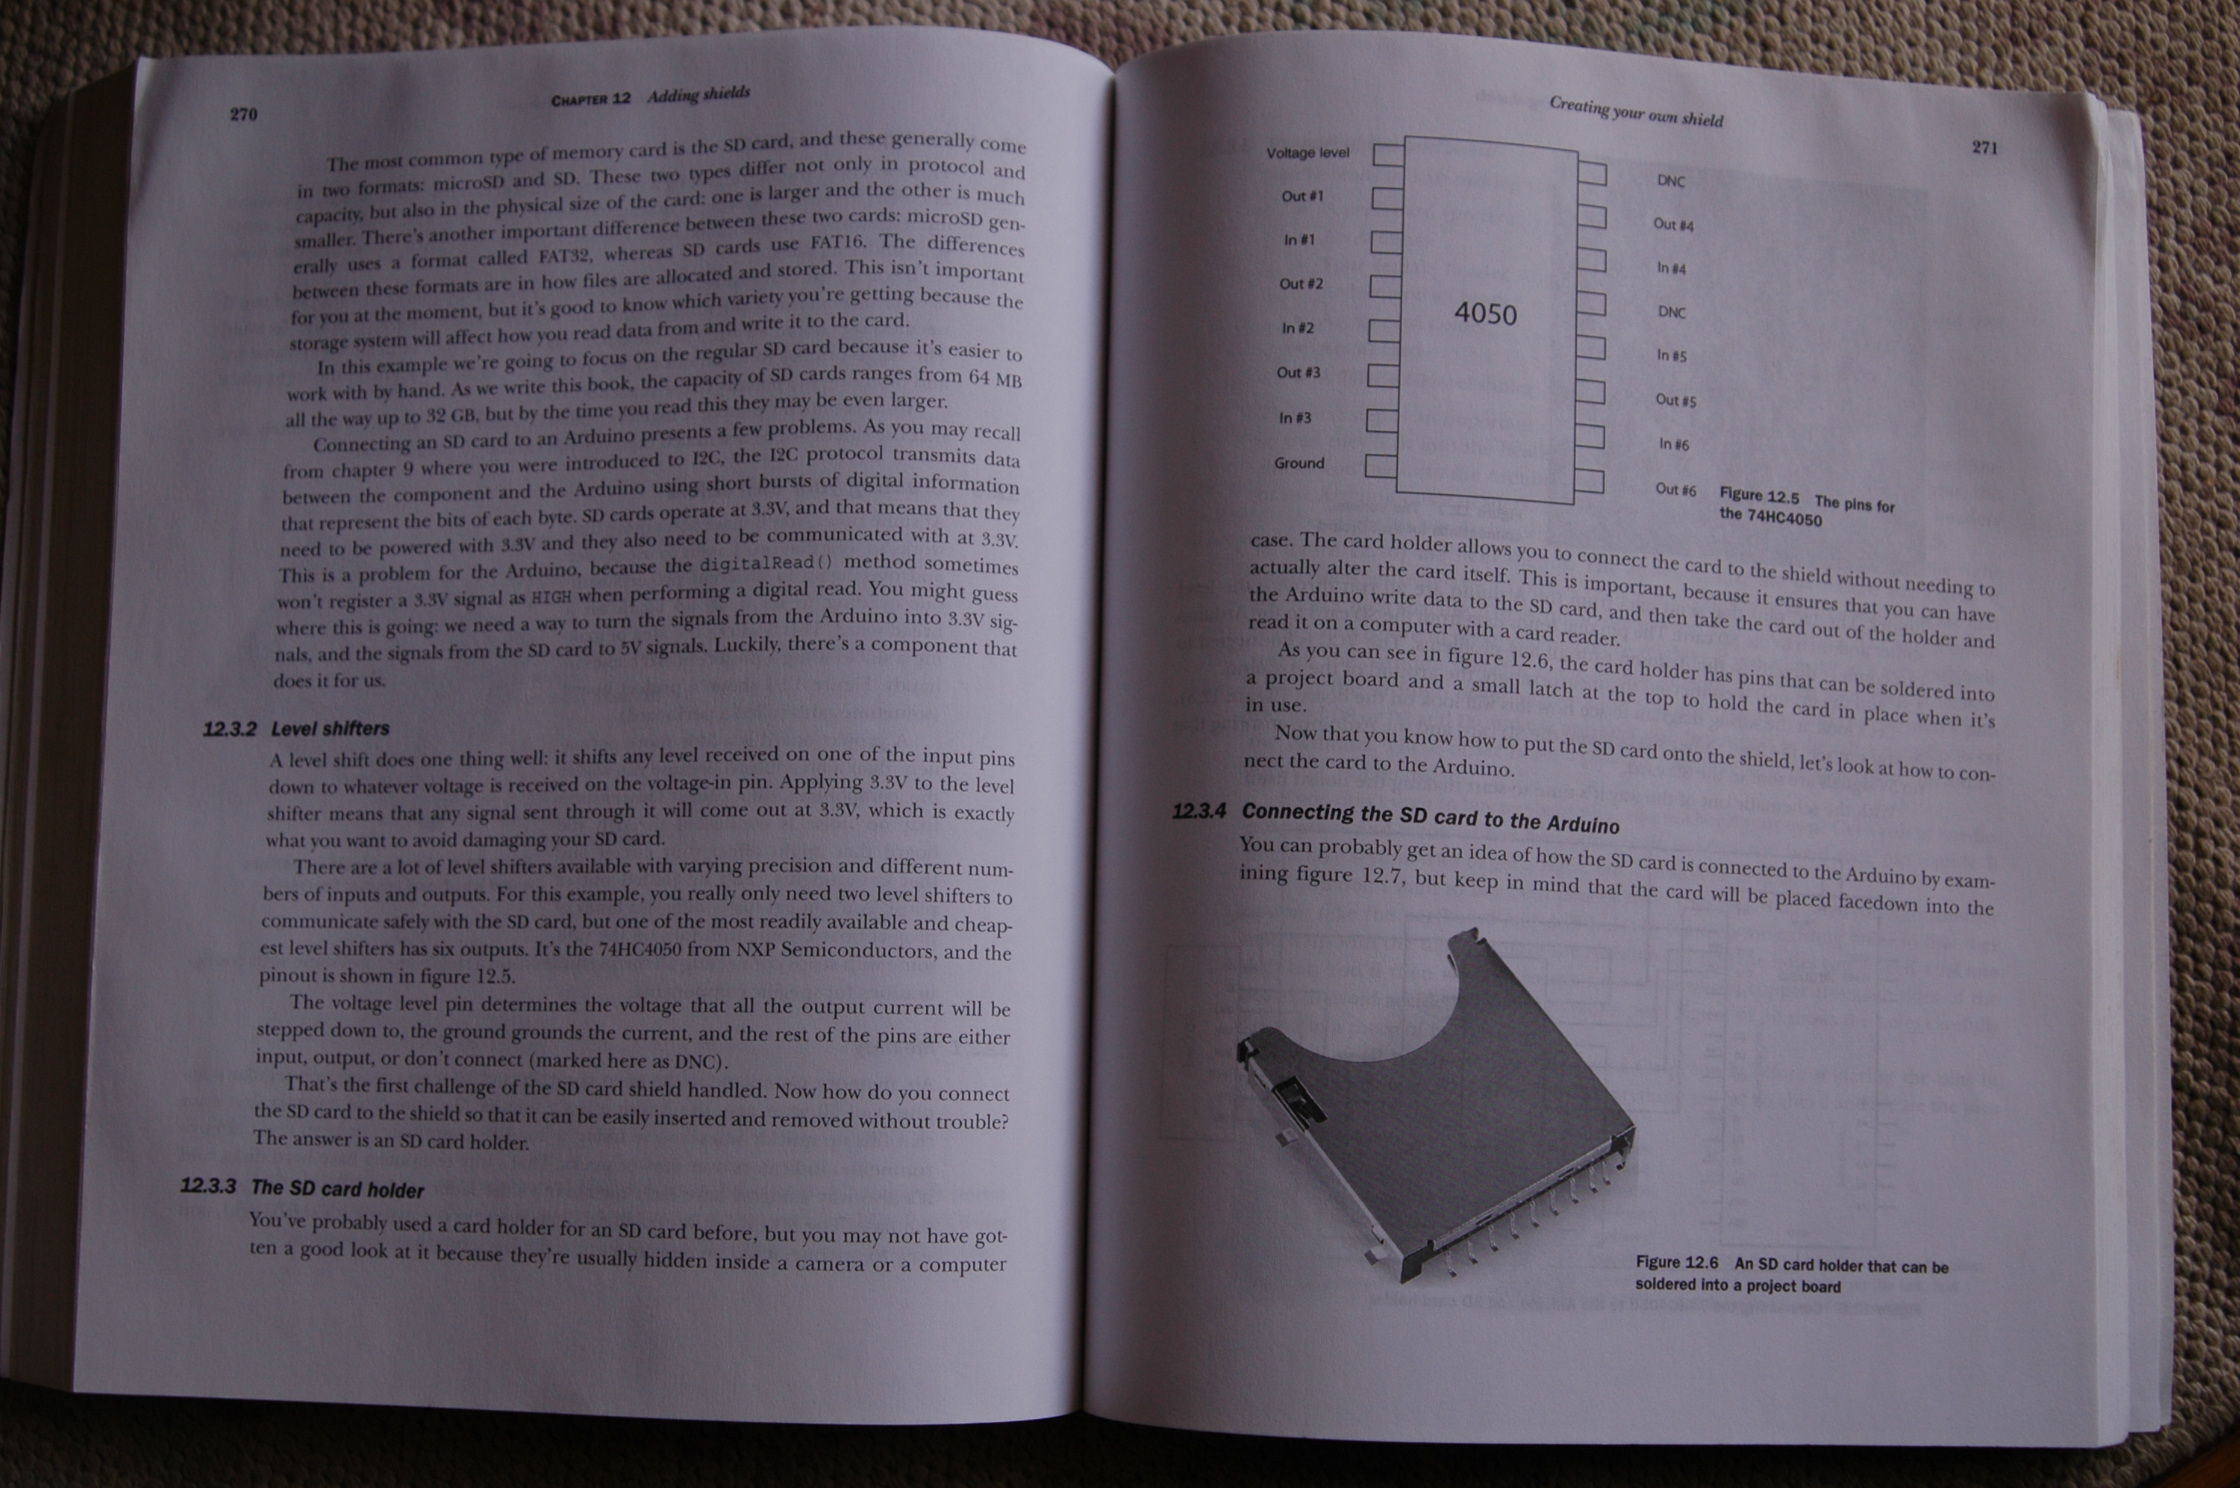 270
CHAPTER 12 Adding shields
The most common type of memory card is the SD card, and these generally come
in two formats: microSD and SD. These two types differ not only in protocol and
capacity, but also in the physical size of the card: one is larger and the other is much
smaller. There's another important difference between these two cards: microSD gen-
erally uses a format called FAT32, whereas SD cards use FAT16. The differences
between these formats are in how files are allocated and stored. This isn't important
for you at the moment, but it's good to know which variety you're getting because the
storage system will affect how you read data from and write it to the card.
In this example we're going to focus on the regular SD card because it's easier to
work with by hand. As we write this book, the capacity of SD cards ranges from 64 MB
all the way up to 32 GB, but by the time you read this they may be even larger.
Connecting an SD card to an Arduino presents a few problems. As you may recall
from chapter 9 where you were introduced to I2C, the I2C protocol transmits data
between the component and the Arduino using short bursts of digital information
that represent the bits of each byte. SD cards operate at 3.3V, and that means that they
need to be powered with 3.3V and they also need to be communicated with at 3.3V.
This is a problem for the Arduino, because the digitalRead() method sometimes
won't register a 3.3V signal as HIGH when performing a digital read. You might guess
where this is going: we need a way to turn the signals from the Arduino into 3.3V sig-
nals, and the signals from the SD card to 5V signals. Luckily, there's a component that
does it for us.
12.3.2 Level shifters
A level shift does one thing well: it shifts any level received on one of the input pins
down to whatever voltage is received on the voltage-in pin. Applying 3.3V to the level
shifter means that any signal sent through it will come out at 3.3V, which is exactly
what you want to avoid damaging your SD card.
There are a lot of level shifters available with varying precision and different num-
bers of inputs and outputs. For this example, you really only need two level shifters to
communicate safely with the SD card, but one of the most readily available and cheap-
est level shifters has six outputs. It's the 74HC4050 from NXP Semiconductors, and the
pinout is shown in figure 12.5.
The voltage level pin determines the voltage that all the output current will be
stepped down to, the ground grounds the current, and the rest of the pins are either
input, output, or don't connect (marked here as DNC).
That's the first challenge of the SD card shield handled. Now how do you connect
the SD card to the shield so that it can be easily inserted and removed without trouble?
The answer is an SD card holder.
12.3.3 The SD card holder
You've probably used a card holder for an SD card before, but you may not have got-
ten a good look at it because they're usually hidden inside a camera or a computer
Creating your own shield
271
Voltage level
Out #1
In #1
Out #2
In #2
Out #3
In #3
Ground
4050
DNC
Out #4
In #4
DNC
In #5
Out #5
In #6
Out #6
Figure 12.5 The pins for
the 74HC4050
case. The card holder allows you to connect the card to the shield without needing to
actually alter the card itself. This is important, because it ensures that you can have
the Arduino write data to the SD card, and then take the card out of the holder and
read it on a computer with a card reader.
As you can see in figure 12.6, the card holder has pins that can be soldered into
a project board and a small latch at the top to hold the card in place when it's
in use.
Now that you know how to put the SD card onto the shield, let's look at how to con-
nect the card to the Arduino.
12.3.4 Connecting the SD card to the Arduino
You can probably get an idea of how the SD card is connected to the Arduino by exam-
ining figure 12.7, but keep in mind that the card will be placed facedown into the
Figure 12.6 An SD card holder that can be
soldered into a project board